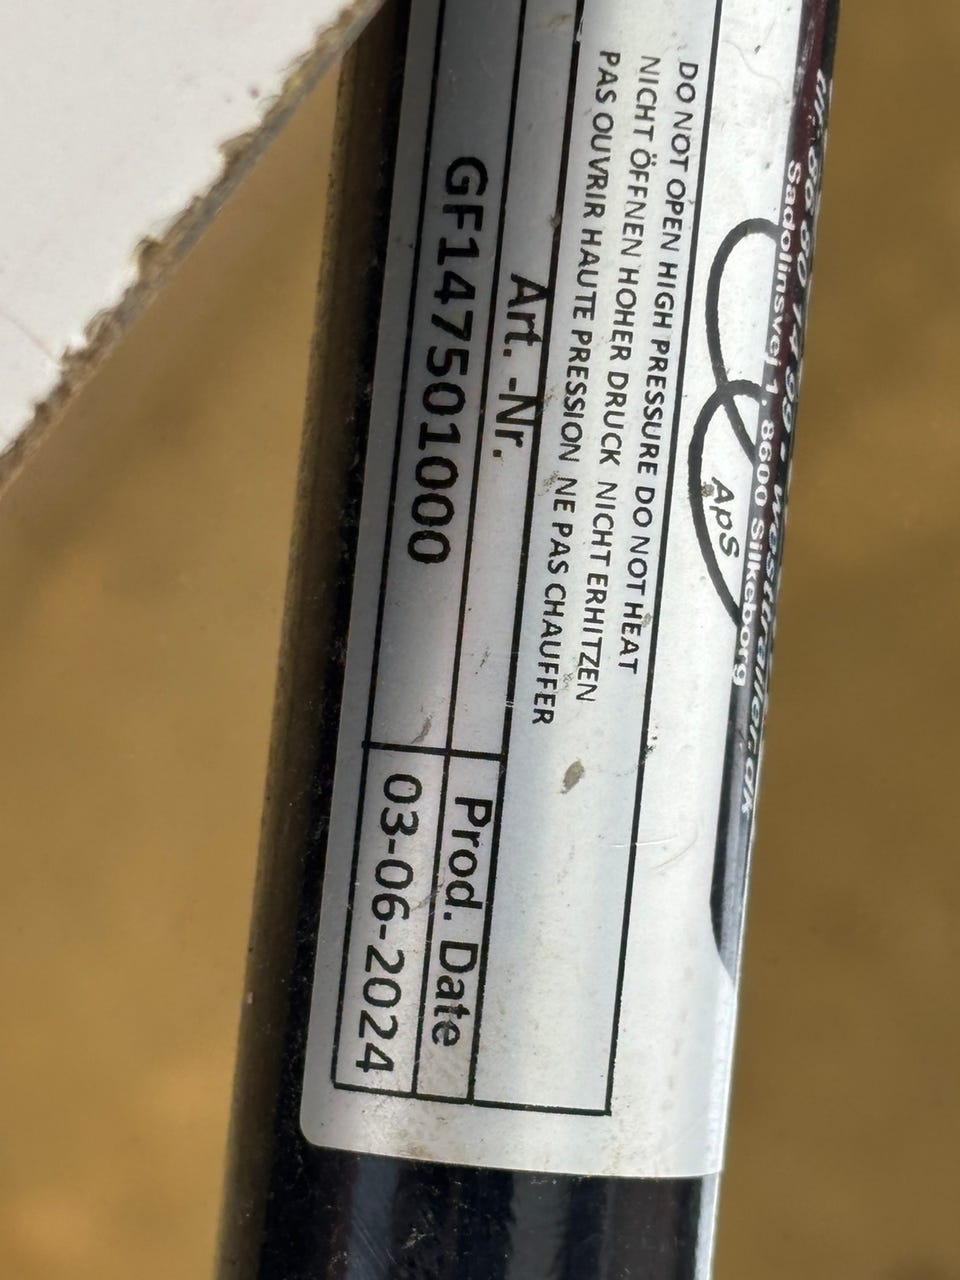 Sadolinsvej 1, 8600 Silkeborg
ApS
DO NOT OPEN HIGH PRESSURE DO NOT HEAT
NICHT ÖFFNEN HOHER DRUCK NICHT ERHITZEN
PAS OUVRIR HAUTE PRESSION NE PAS CHAUFFER
Art. -Nr.
Prod. Date
GF147501000
03-06-2024